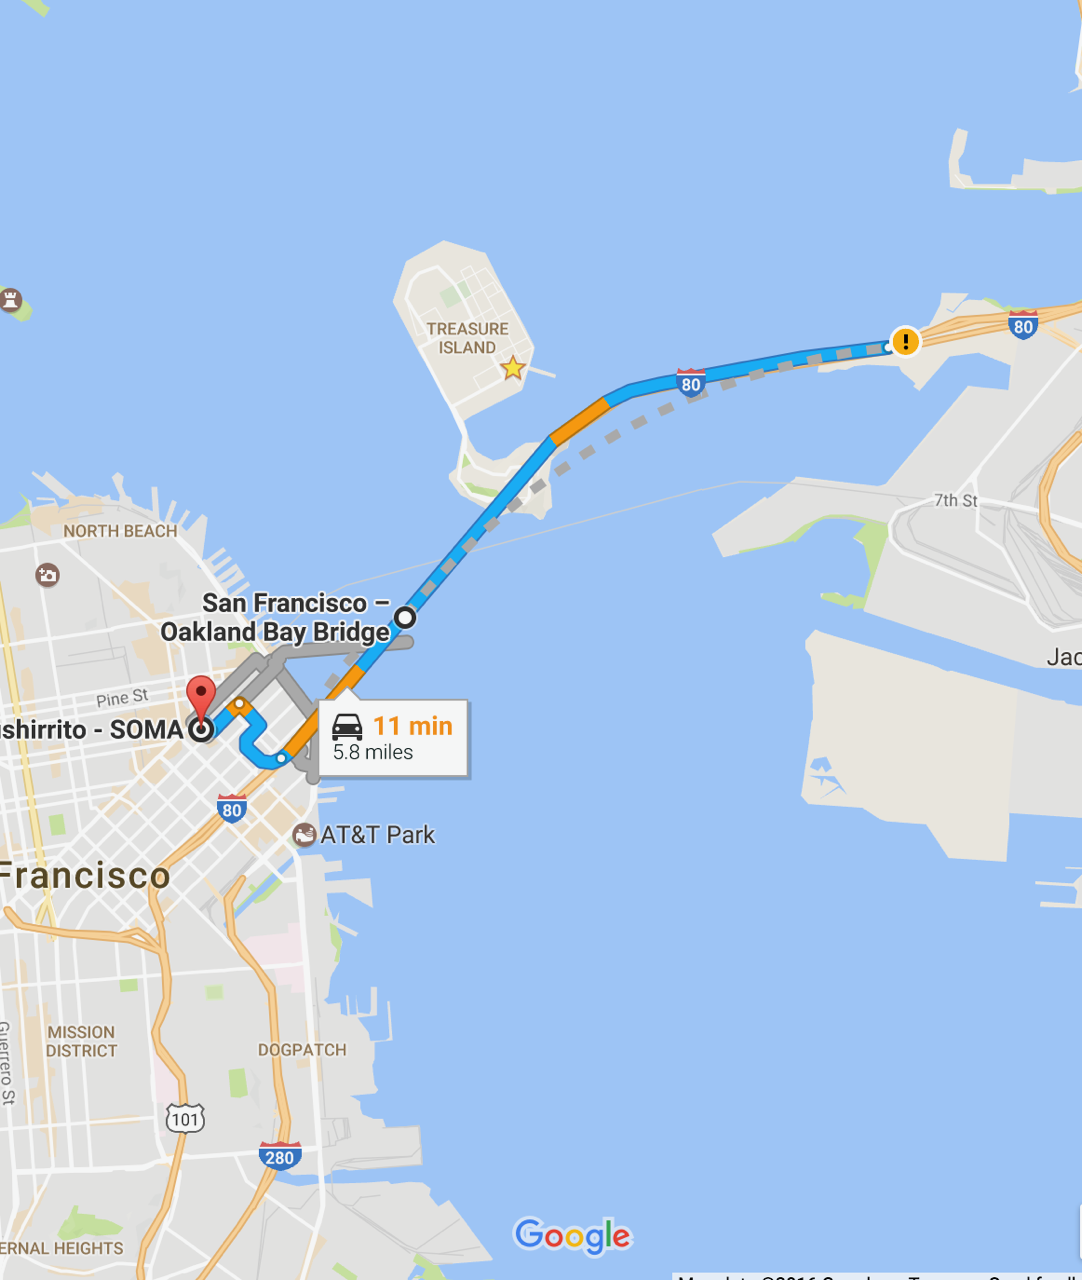 TREASURE
ISLAND
80
80
7th St
NORTH BEACH
San Francisco –
Oakland Bay Bridge
Pine St
shirrito - SOMA
11 min
5.8 miles
Jac
80
AT&T Park
Francisco
MISSION
DISTRICT
Guerrero St
DOGPATCH
101
280
ERNAL HEIGHTS
Google